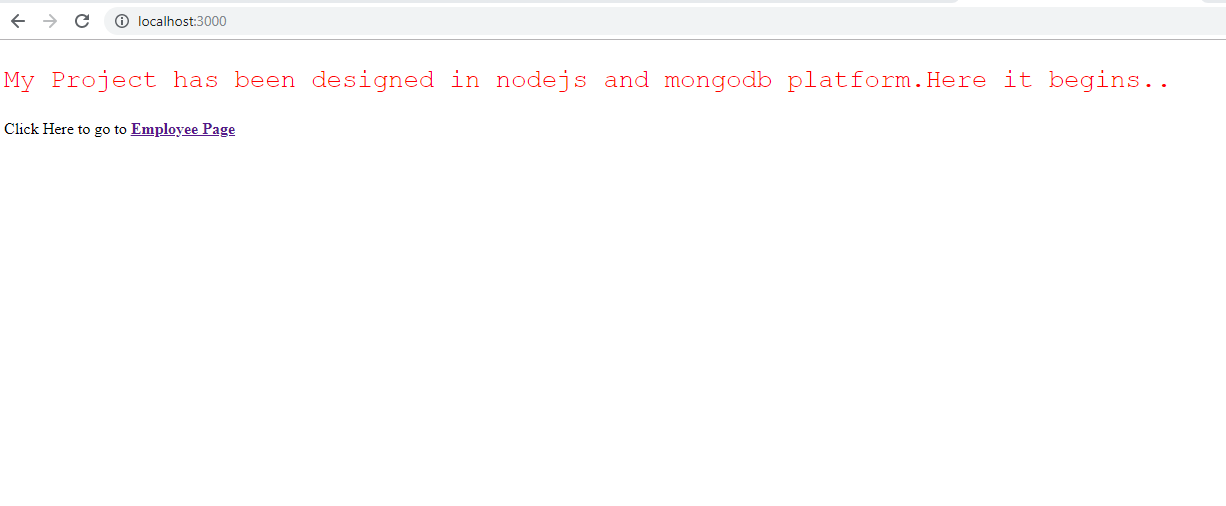 localhost:3000
My Project has been designed in nodejs and mongodb platform.Here it begins..
Click Here to go to Employee Page